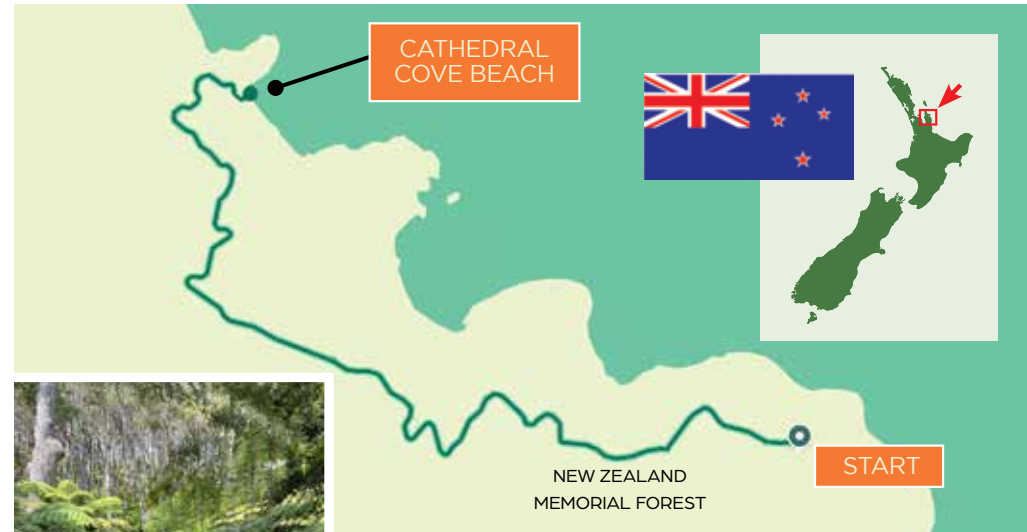 CATHEDRAL
COVE BEACH
START
NEW ZEALAND
MEMORIAL FOREST